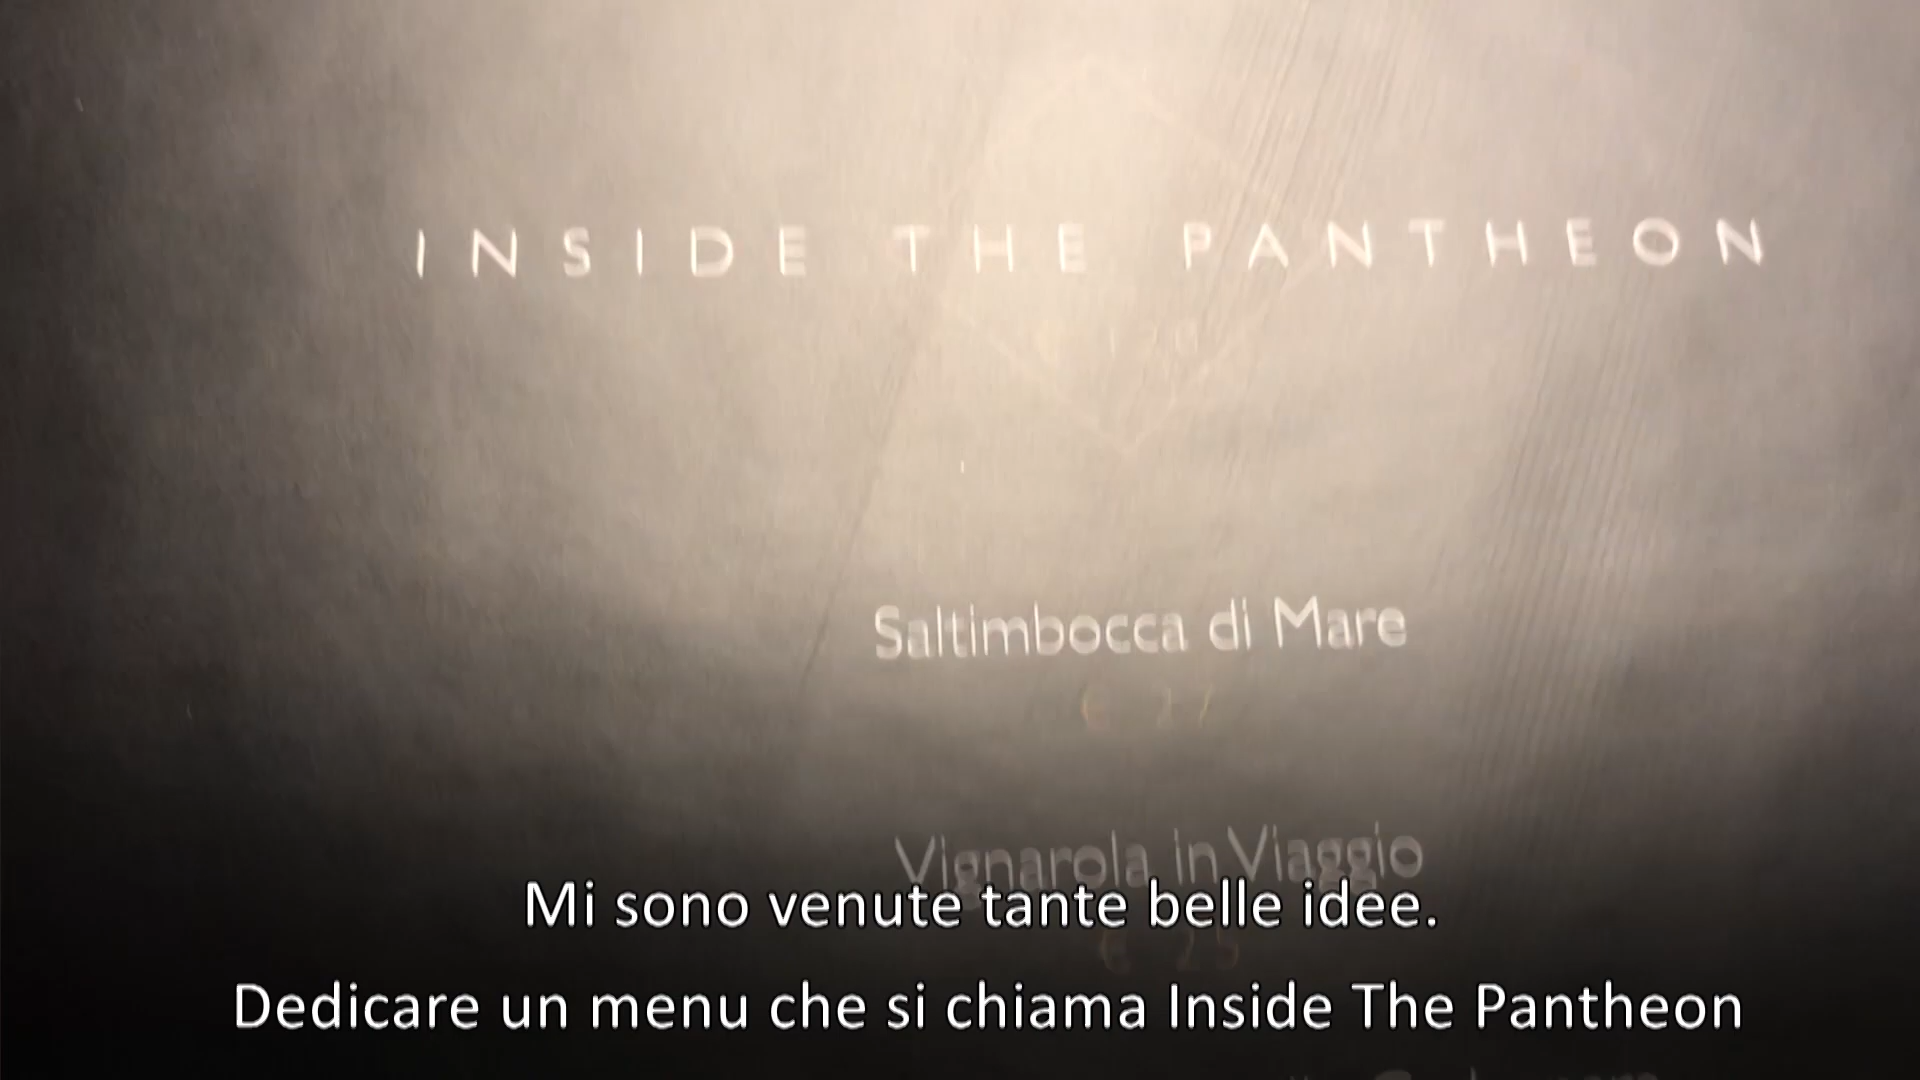 INSIDE THE PANTHEON
Saltimbocca di Mare
Vignarola in Viaggio
Mi sono venute tante belle idee.
Dedicare un menu che si chiama Inside The Pantheon